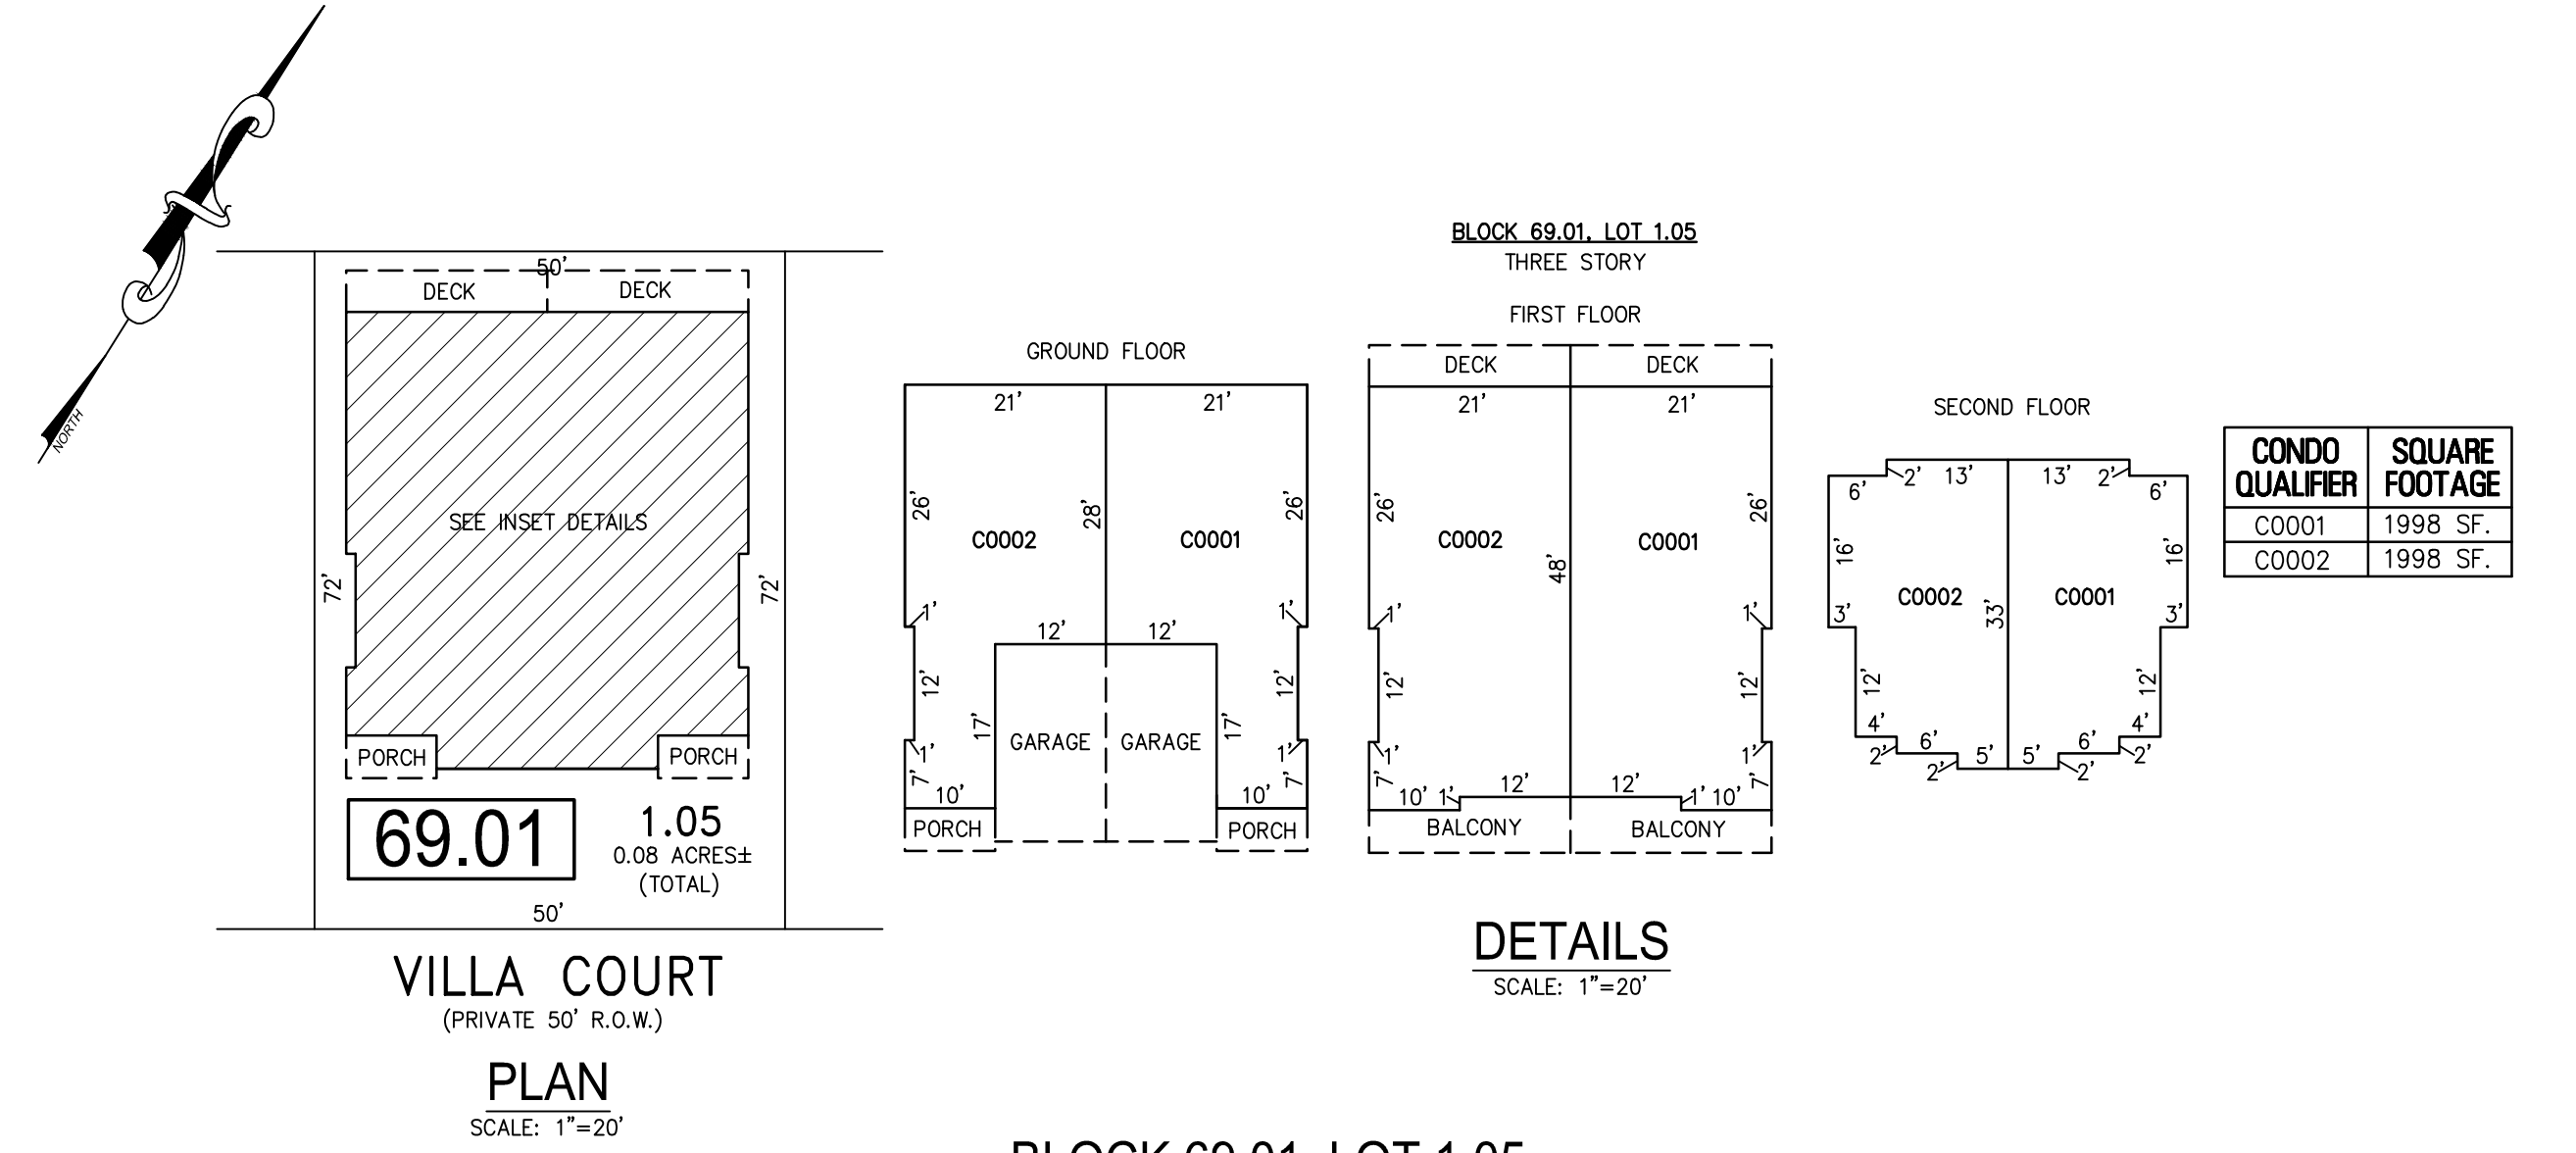 NORTH
50'
DECK
DECK
SEE INSET DETAILS
72'
72'
PORCH
PORCH
69.01
1.05
0.08 ACRES±
(TOTAL)
50'
VILLA COURT
(PRIVATE 50' R.O.W.)
PLAN
SCALE: 1"=20'
BLOCK 69.01, LOT 1.05
THREE STORY
GROUND FLOOR
21'
21'
26'
28'
26'
C0002
C0001
1'
1'
12'
12'
12'
12'
17'
17'
GARAGE
GARAGE
1'
1'
7'
7'
10'
10'
PORCH
PORCH
FIRST FLOOR
DECK
DECK
21'
21'
26'
26'
C0002
C0001
48'
1'
1'
12'
12'
1'
1'
7'
7'
10'
1'
12'
12'
1'
10'
BALCONY
BALCONY
SECOND FLOOR
6'
2'
13'
13'
2'
6'
16'
16'
C0002
C0001
3'
33'
3'
12'
12'
4'
4'
2'
6'
6'
2'
2'
5'
5'
2'
CONDO QUALIFIER
SQUARE FOOTAGE
C0001
1998 SF.
C0002
1998 SF.
DETAILS
SCALE: 1"=20'
BLOCK 69.01, LOT 1.05